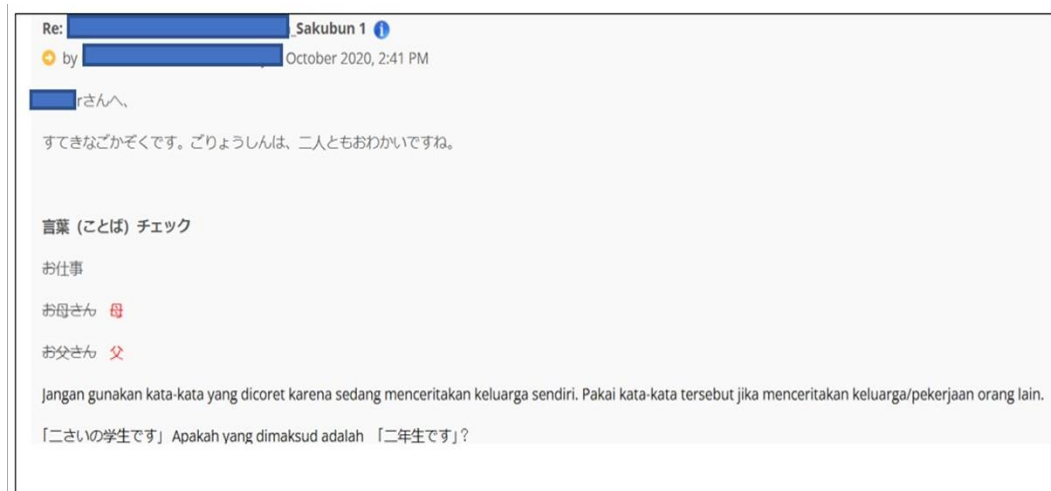 Re: _Sakubun 1
by October 2020, 2:41 PM
rさんへ、
すてきなごかぞくです。ごりょうしんは、二人ともおわかいですね。
言葉（ことば）チェック
お仕事
お母さん 母
お父さん 父
Jangan gunakan kata-kata yang dicoret karena sedang menceritakan keluarga sendiri. Pakai kata-kata tersebut jika menceritakan keluarga/pekerjaan orang lain.
「二さいの学生です」Apakah yang dimaksud adalah 「二年生です」?